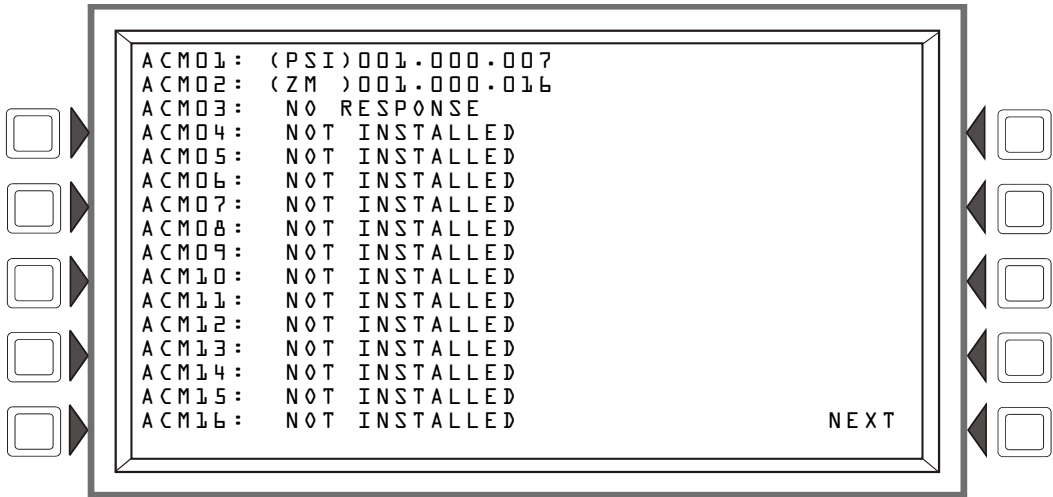 ACM01: (PSI)001.000.007
ACM02: (ZM )001.000.016
ACM03: NO RESPONSE
ACM04: NOT INSTALLED
ACM05: NOT INSTALLED
ACM06: NOT INSTALLED
ACM07: NOT INSTALLED
ACM08: NOT INSTALLED
ACM09: NOT INSTALLED
ACM10: NOT INSTALLED
ACM11: NOT INSTALLED
ACM12: NOT INSTALLED
ACM13: NOT INSTALLED
ACM14: NOT INSTALLED
ACM15: NOT INSTALLED
ACM16: NOT INSTALLED NEXT